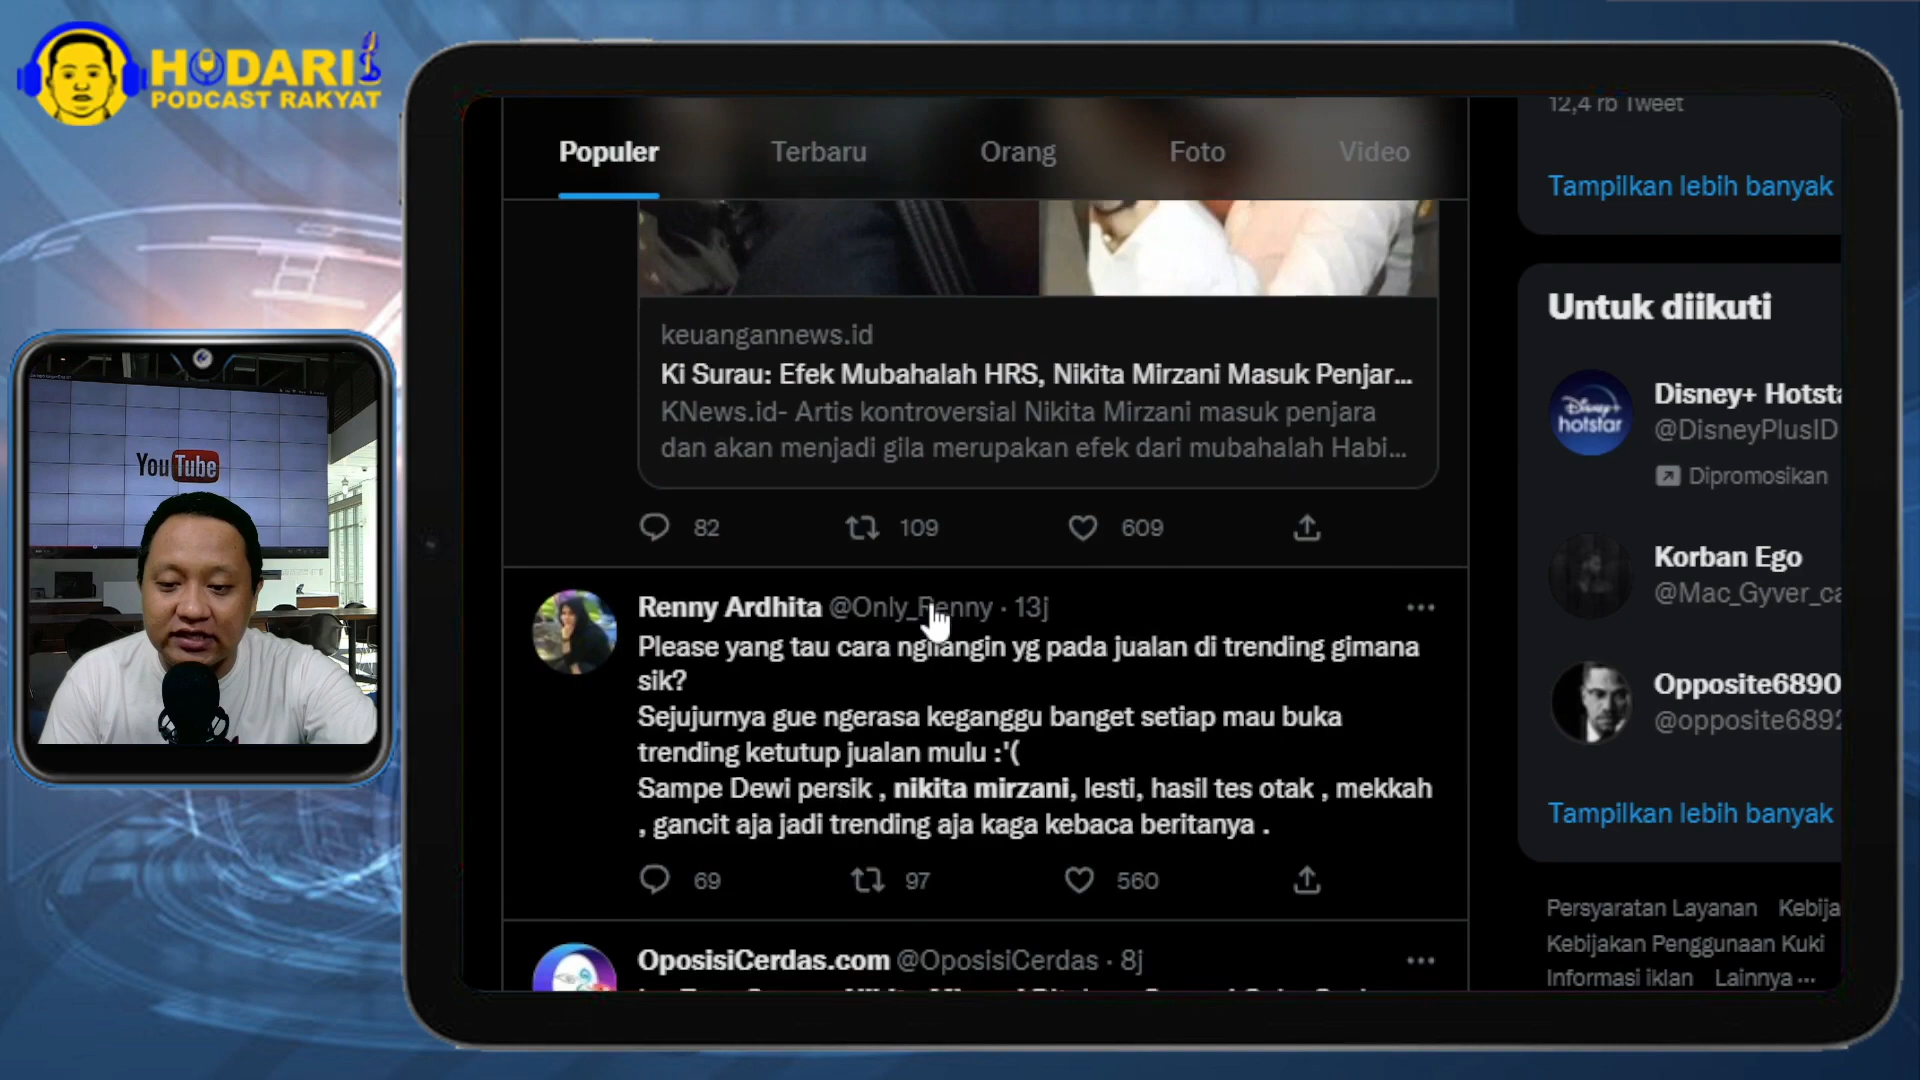 HODARI
PODCAST RAKYAT
YouTube
Populer
Terbaru
Orang
Foto
Video
keuangannews.id
Ki Surau: Efek Mubahalah HRS, Nikita Mirzani Masuk Penjar...
KNews.id- Artis kontroversial Nikita Mirzani masuk penjara
dan akan menjadi gila merupakan efek dari mubahalah Habi...
82
109
609
Renny Ardhita @Only_Renny · 13j
Please yang tau cara ngilangin yg pada jualan di trending gimana
sik?
Sejujurnya gue ngerasa keganggu banget setiap mau buka
trending ketutup jualan mulu :'(
Sampe Dewi persik , nikita mirzani, lesti, hasil tes otak , mekkah
, gancit aja jadi trending aja kaga kebaca beritanya .
69
97
560
OposisiCerdas.com @OposisiCerdas · 8j
12,4 rb Tweet
Tampilkan lebih banyak
Untuk diikuti
Disney+ hotstar
Disney+ Hotsta
@DisneyPlusID
Dipromosikan
Korban Ego
@Mac_Gyver_ca
Opposite6890
@opposite6892
Tampilkan lebih banyak
Persyaratan Layanan Kebija
Kebijakan Penggunaan Kuki
Informasi iklan Lainnya ···